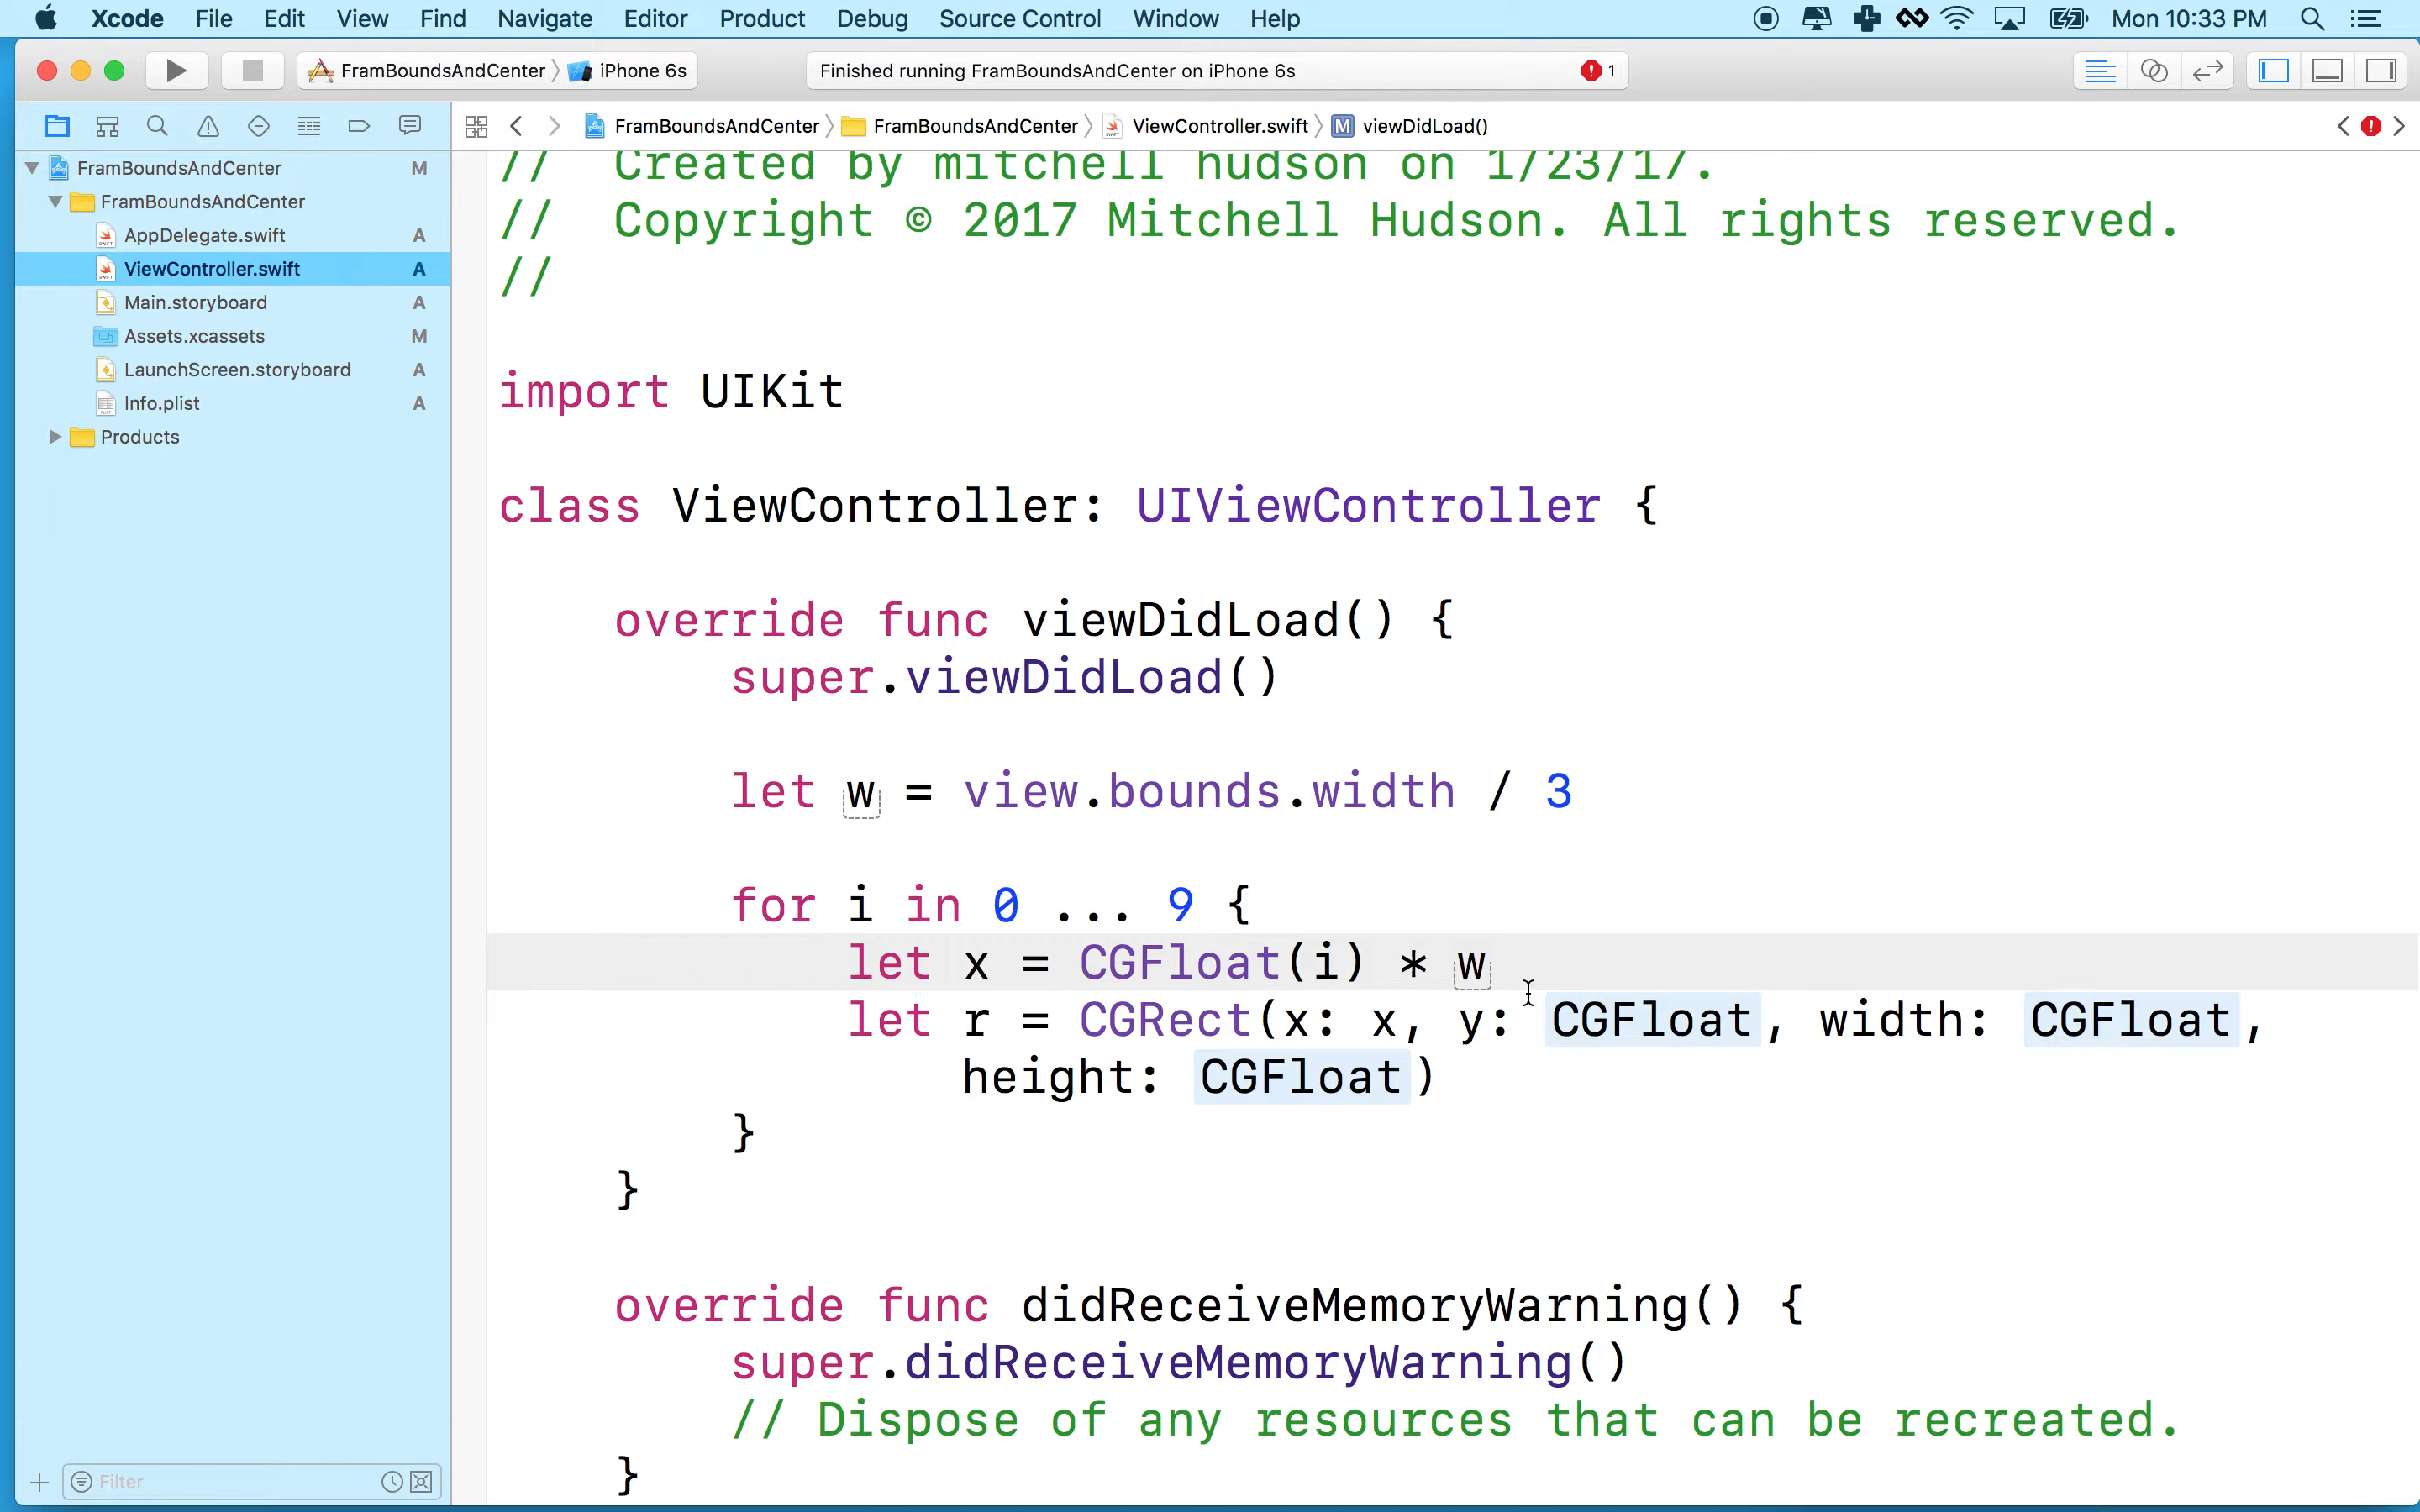 Xcode File Edit View Find Navigate Editor Product Debug Source Control Window Help Mon 10:33 PM
FramBoundsAndCenter iPhone 6s Finished running FramBoundsAndCenter on iPhone 6s 1
FramBoundsAndCenter FramBoundsAndCenter ViewController.swift M viewDidLoad()
FramBoundsAndCenter M
FramBoundsAndCenter
AppDelegate.swift A
ViewController.swift A
Main.storyboard A
Assets.xcassets M
LaunchScreen.storyboard A
Info.plist A
Products
Filter
// Created by mitchell hudson on 1/23/17.
// Copyright © 2017 Mitchell Hudson. All rights reserved.
//
import UIKit
class ViewController: UIViewController {
override func viewDidLoad() {
super.viewDidLoad()
let w = view.bounds.width / 3
for i in 0 ... 9 {
let x = CGFloat(i) * w
let r = CGRect(x: x, y: CGFloat, width: CGFloat,
height: CGFloat)
}
}
override func didReceiveMemoryWarning() {
super.didReceiveMemoryWarning()
// Dispose of any resources that can be recreated.
}